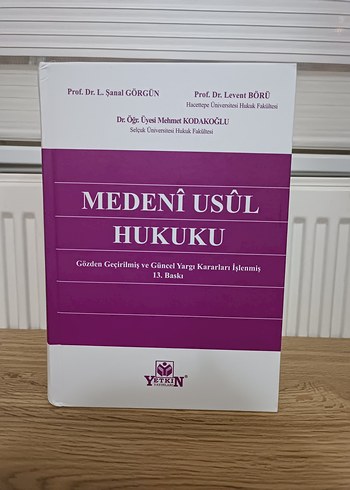 Prof. Dr. L. Şanal GÖRGÜN
Prof. Dr. Levent BÖRÜ
Hacettepe Üniversitesi Hukuk Fakültesi
Dr. Öğr. Üyesi Mehmet KODAKOĞLU
Selçuk Üniversitesi Hukuk Fakültesi
MEDENÎ USÛL
HUKUKU
Gözden Geçirilmiş ve Güncel Yargı Kararları İşlenmiş
13. Baskı
YETKİN
YAYINLARI